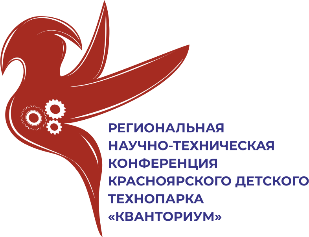 РЕГИОНАЛЬНАЯ
НАУЧНО-ТЕХНИЧЕСКАЯ
КОНФЕРЕНЦИЯ
КРАСНОЯРСКОГО ДЕТСКОГО
ТЕХНОПАРКА
«КВАНТОРИУМ»